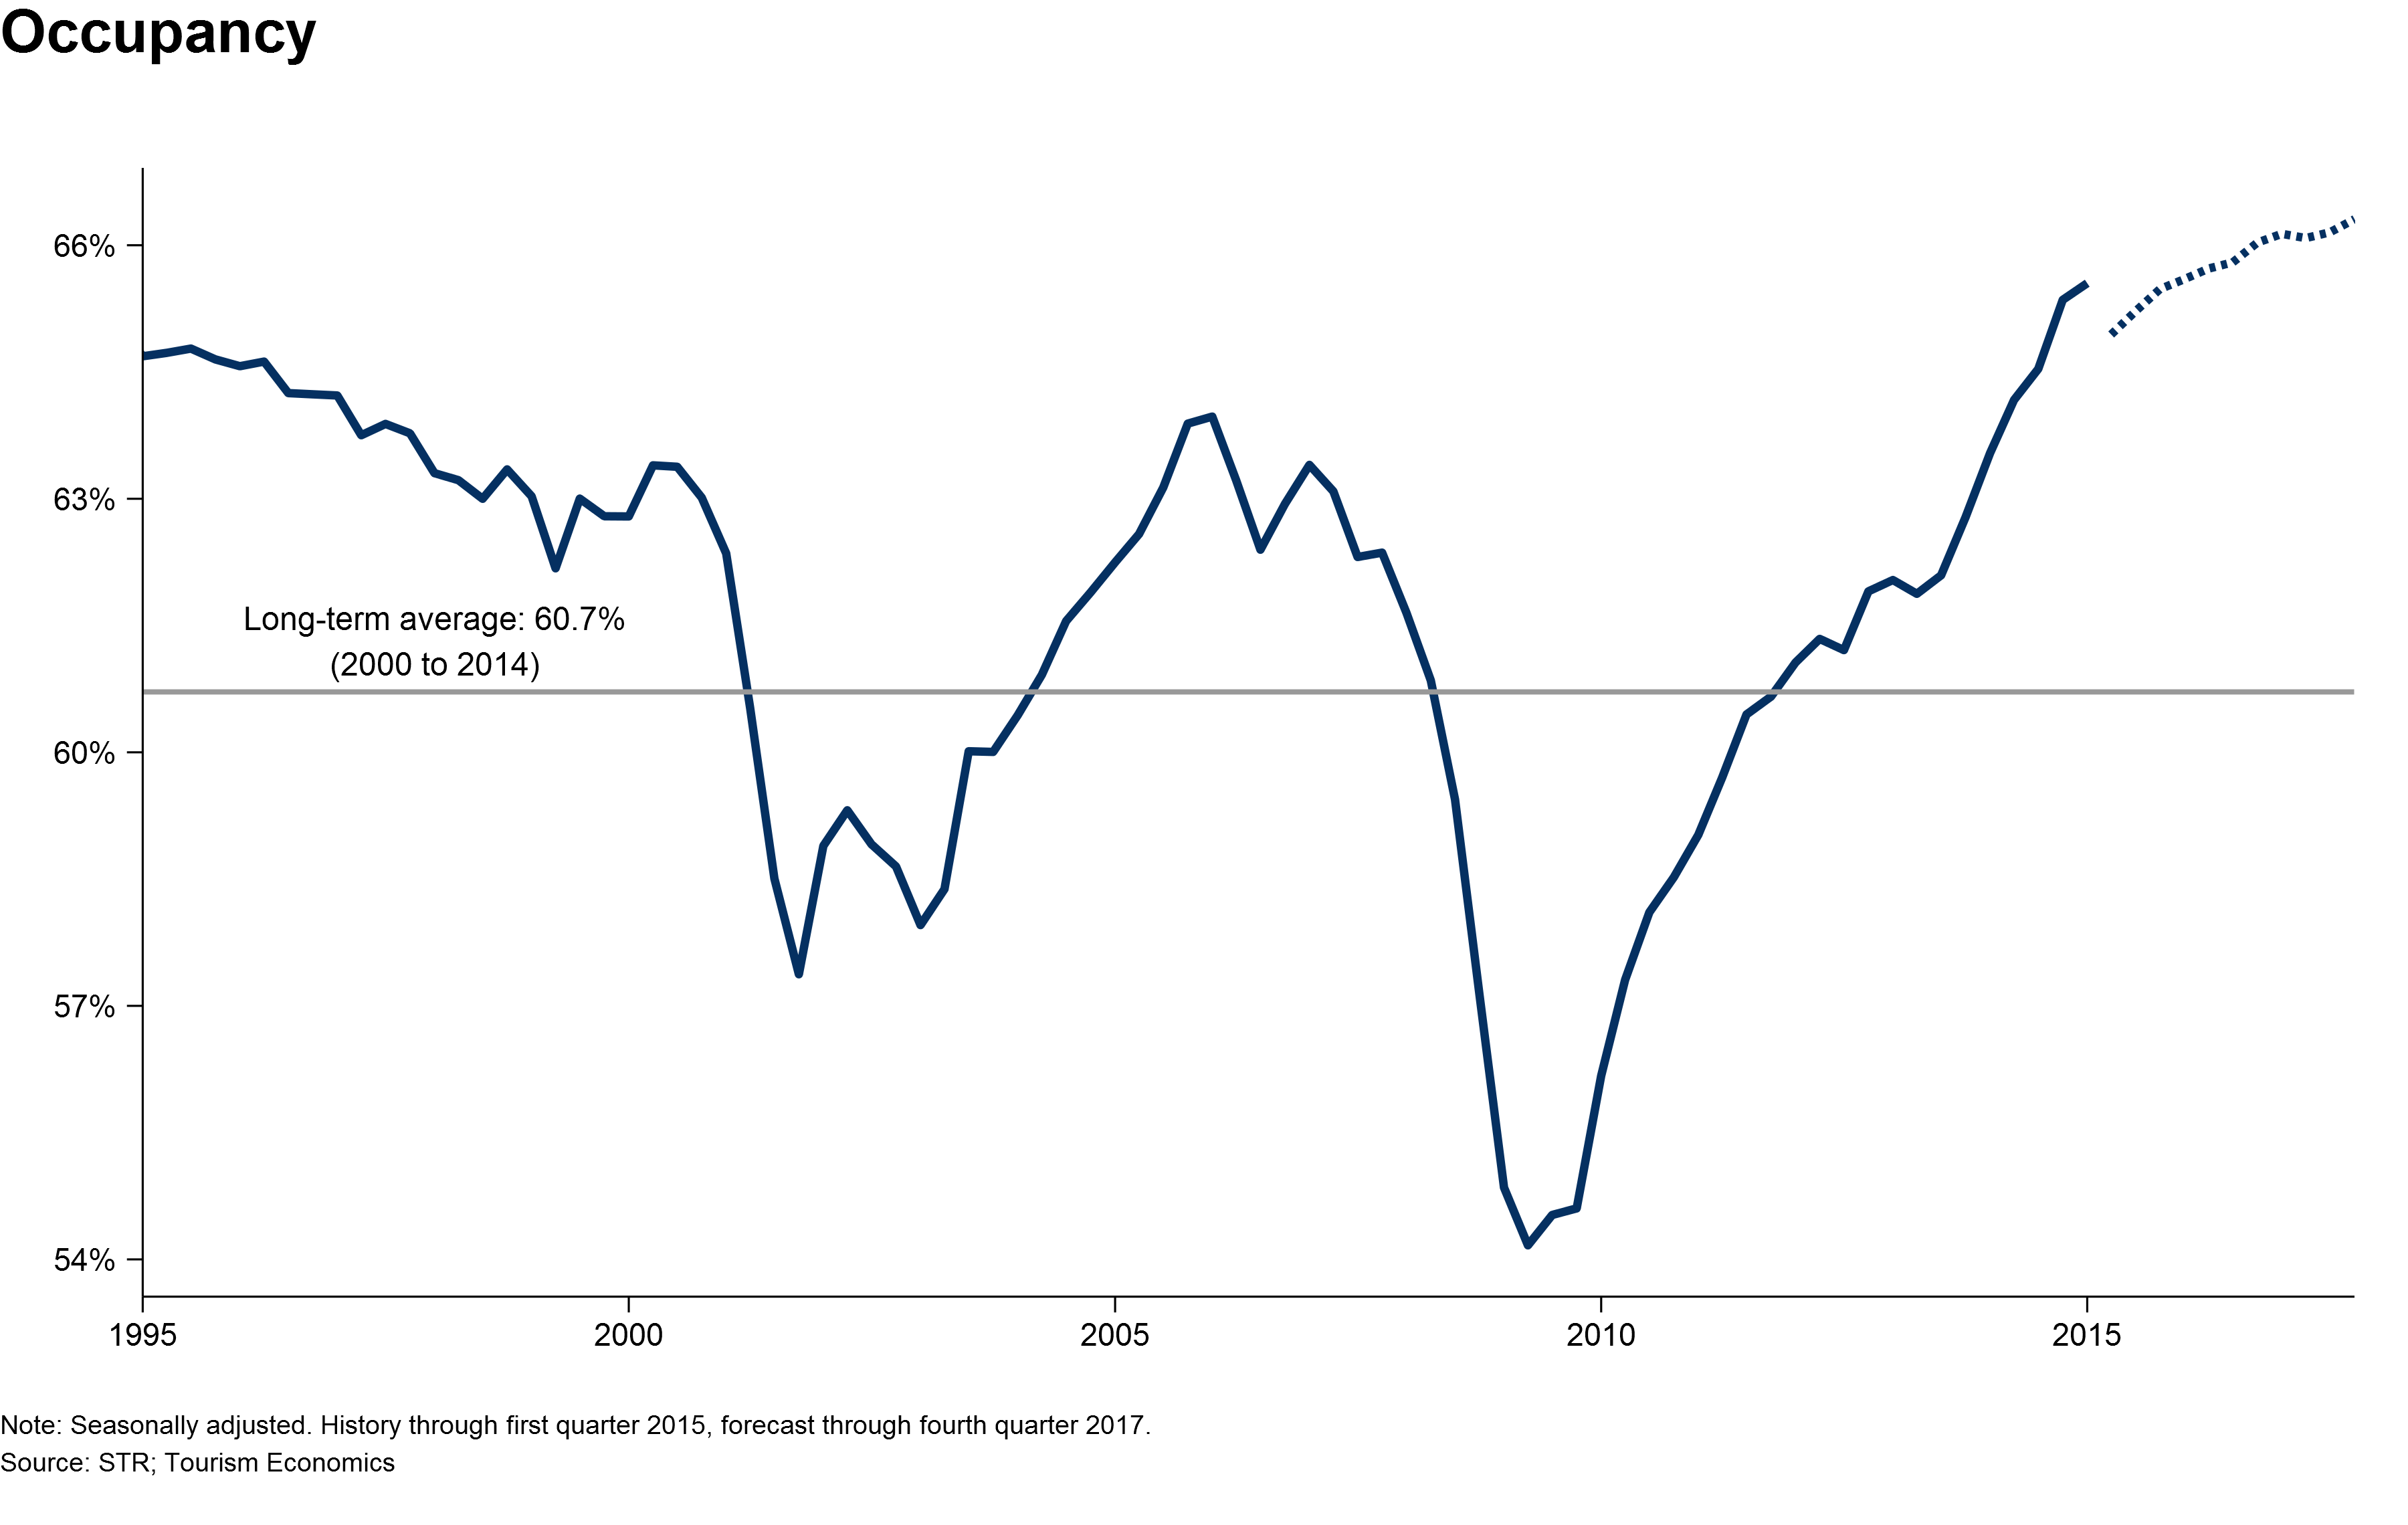 Occupancy
66%
63%
Long-term average: 60.7%
(2000 to 2014)
60%
57%
54%
1995 2000 2005 2010 2015
Note: Seasonally adjusted. History through first quarter 2015, forecast through fourth quarter 2017.
Source: STR; Tourism Economics